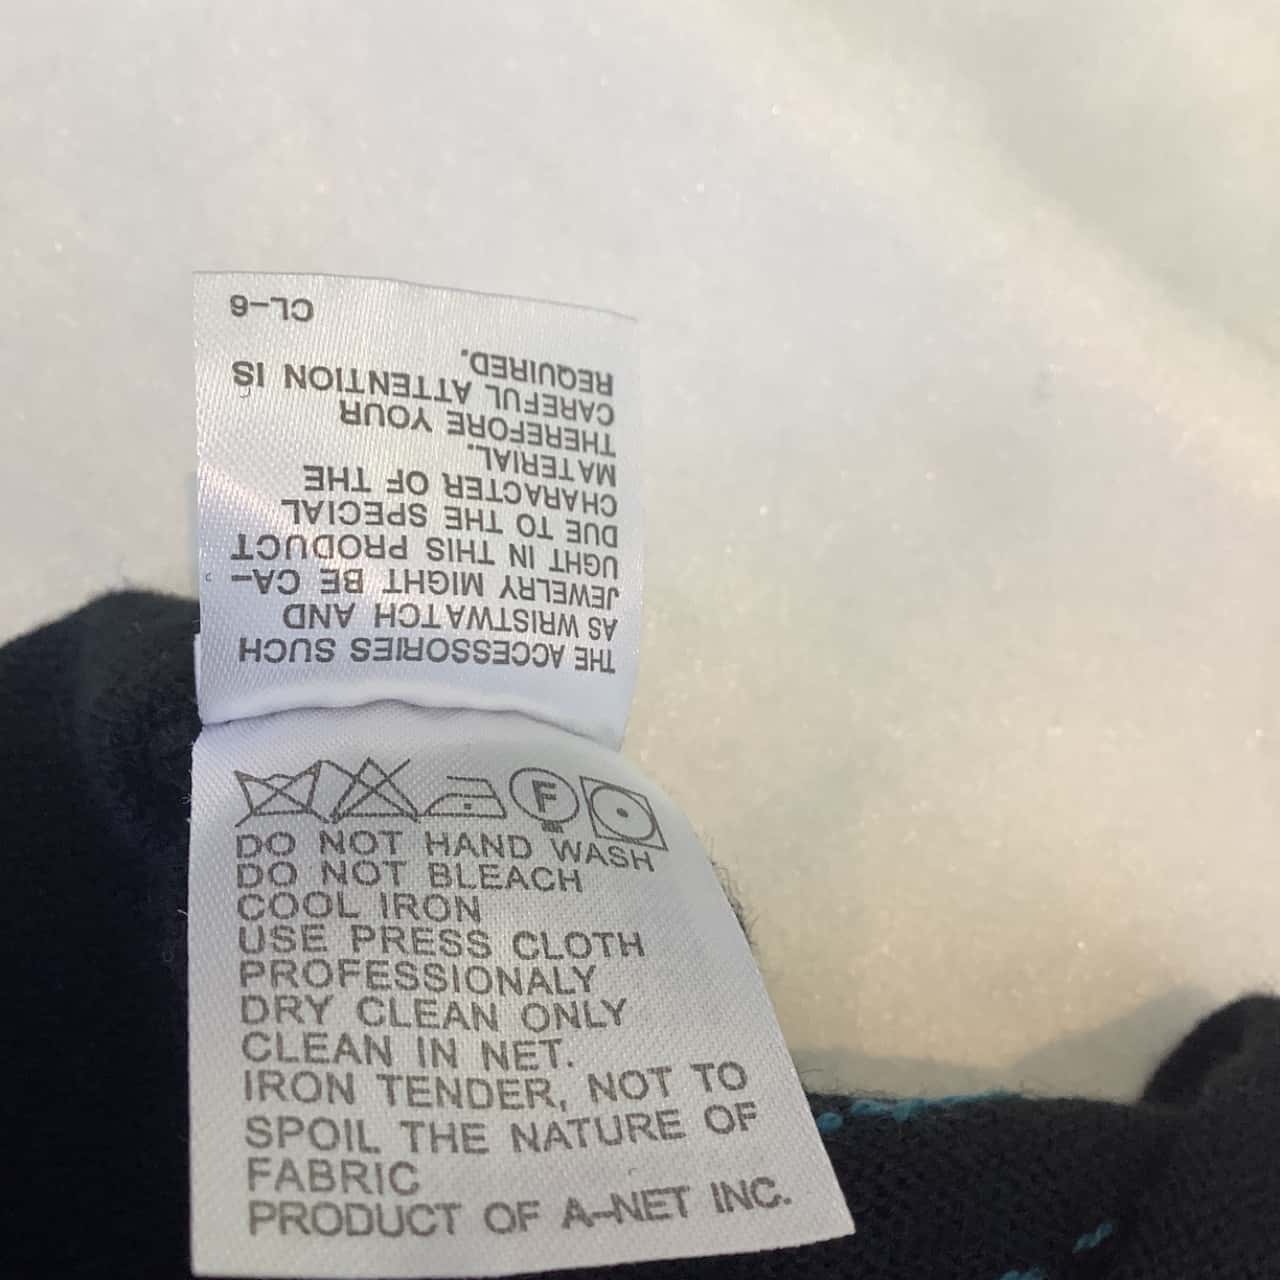 THE ACCESSORIES SUCH
AS WRISTWATCH AND
JEWELRY MIGHT BE CA-
UGHT IN THIS PRODUCT
DUE TO THE SPECIAL
CHARACTER OF THE
MATERIAL.
THEREFORE YOUR
CAREFUL ATTENTION IS
REQUIRED.
CL-6
F
DO NOT HAND WASH
DO NOT BLEACH
COOL IRON
USE PRESS CLOTH
PROFESSIONALY
DRY CLEAN ONLY
CLEAN IN NET.
IRON TENDER, NOT TO
SPOIL THE NATURE OF
FABRIC
PRODUCT OF A-NET INC.